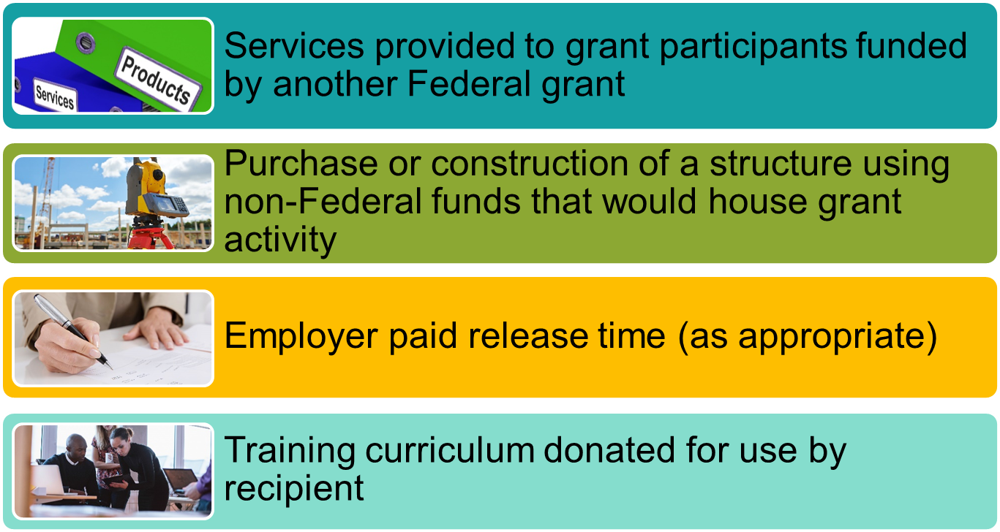 Products
Services
Services provided to grant participants funded
by another Federal grant
Purchase or construction of a structure using
non-Federal funds that would house grant
activity
Employer paid release time (as appropriate)
Training curriculum donated for use by
recipient